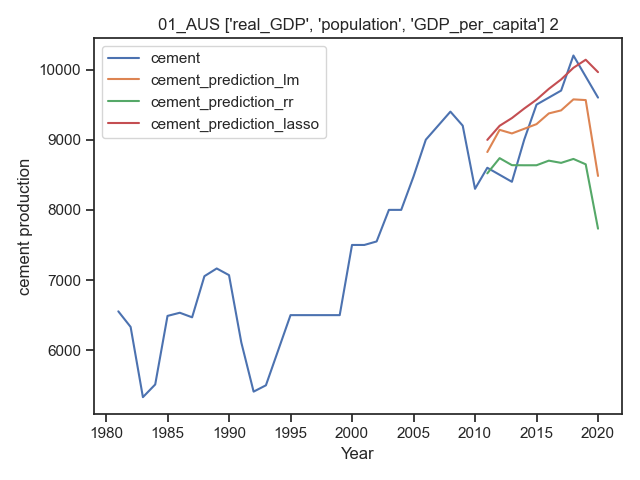 01_AUS ['real_GDP', 'population', 'GDP_per_capita'] 2
cement
cement_prediction_lm
cement_prediction_rr
cement_prediction_lasso
10000
9000
8000
7000
6000
cement production
1980
1985
1990
1995
2000
2005
2010
2015
2020
Year